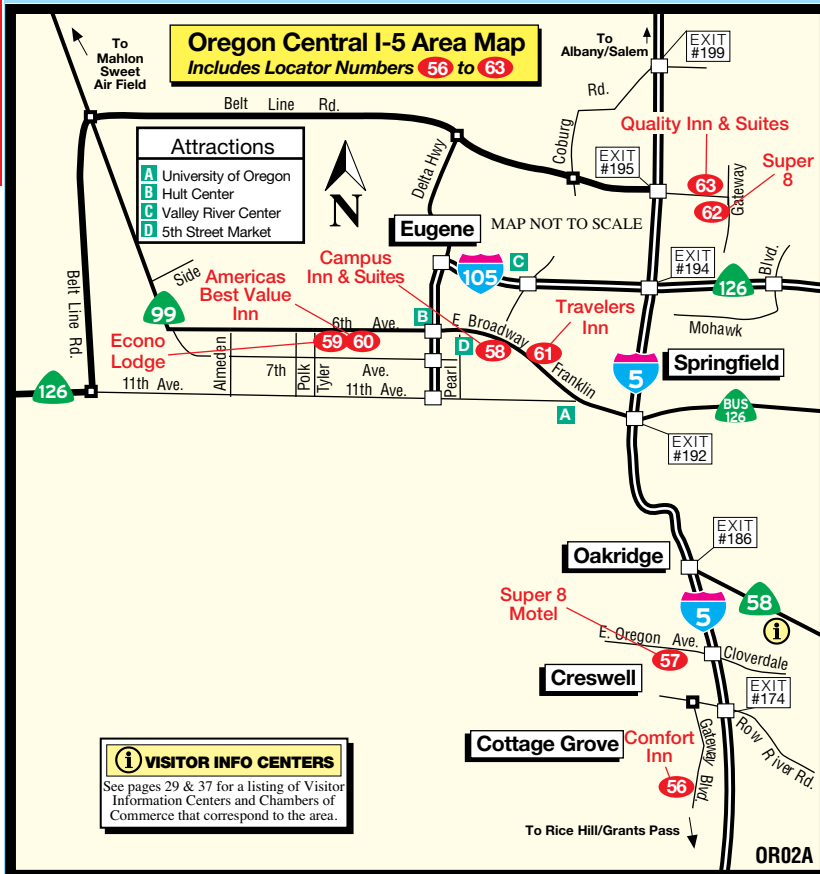 Oregon Central I-5 Area Map
Includes Locator Numbers 56 to 63
To
Mahlon
Sweet
Air Field
To
Albany/Salem
EXIT
#199
Belt Line Rd.
Rd.
Coburg
Attractions
A University of Oregon
B Hult Center
C Valley River Center
D 5th Street Market
N
Delta Hwy
Quality Inn & Suites
EXIT
#195
Super
8
63
62
Gateway
Eugene
MAP NOT TO SCALE
EXIT
#194
Blvd.
105
C
126
Mohawk
Side
Belt Line Rd.
99
Americas
Best Value
Inn
Campus
Inn & Suites
Travelers
Inn
Econo
Lodge
6th Ave.
59
60
B
E Broadway
D
58
61
Franklin
Springfield
5
Almeden
7th Ave.
Polk
Tyler
Pearl
11th Ave.
11th Ave.
126
A
BUS
126
EXIT
#192
EXIT
#186
Oakridge
58
i
5
Super 8
Motel
E. Oregon Ave.
57
Cloverdale
Creswell
EXIT
#174
Row River Rd.
Cottage Grove
Comfort
Inn
56
Gateway Blvd.
i VISITOR INFO CENTERS
See pages 29 & 37 for a listing of Visitor
Information Centers and Chambers of
Commerce that correspond to the area.
To Rice Hill/Grants Pass
OR02A